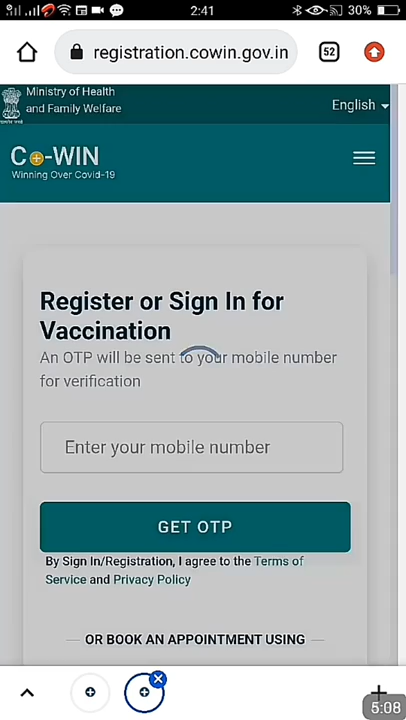 2:41
30%
registration.cowin.gov.in
52
Ministry of Health
and Family Welfare
English
Co-WIN
Winning Over Covid-19
Register or Sign In for
Vaccination
An OTP will be sent to your mobile number
for verification
Enter your mobile number
GET OTP
By Sign In/Registration, I agree to the Terms of
Service and Privacy Policy
OR BOOK AN APPOINTMENT USING
5:08